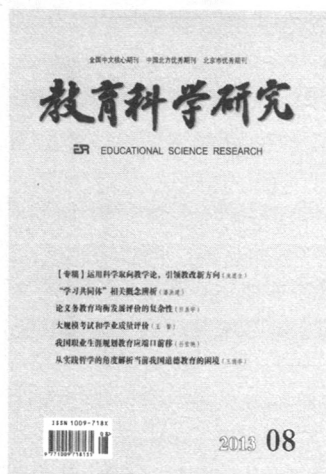 全国中文核心期刊 中国北方优秀期刊 北京市优秀期刊
教育科学研究
ESR EDUCATIONAL SCIENCE RESEARCH
【专辑】运用科学取向教学论，引领教改新方向
“学习共同体”相关概念辨析
论义务教育均衡发展评价的复杂性
大规模考试和学业质量评价
我国职业生涯规划教育应端口前移
从实践哲学的角度解析当前我国道德教育的困境
ISSN 1009-718X
2013 08